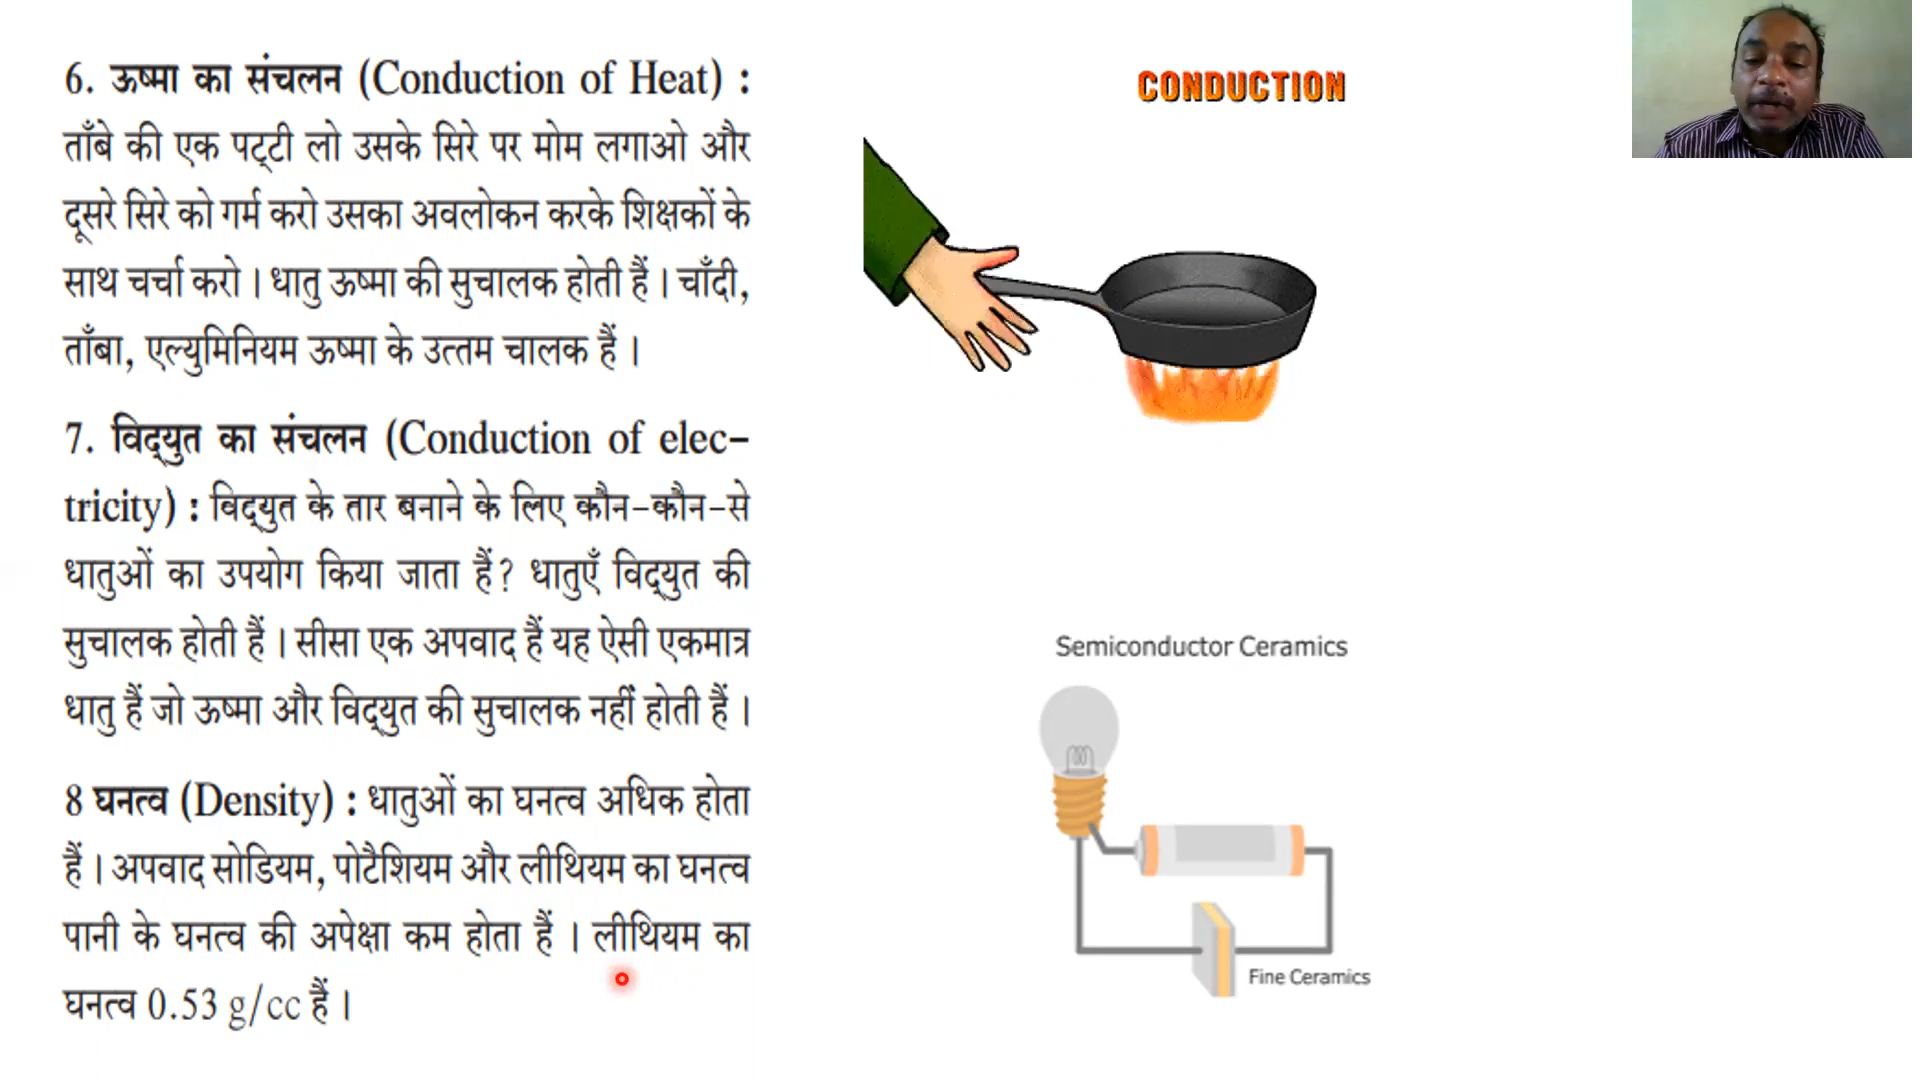 6. ऊष्मा का संचलन (Conduction of Heat) :
ताँबे की एक पट्‌टी लो उसके सिरे पर मोम लगाओ और
दूसरे सिरे को गर्म करो उसका अवलोकन करके शिक्षकों के
साथ चर्चा करो । धातु ऊष्मा की सुचालक होती हैं । चाँदी,
ताँबा, एल्युमिनियम ऊष्मा के उत्तम चालक हैं ।
7. विद्‌युत का संचलन (Conduction of elec-
tricity) : विद्‌युत के तार बनाने के लिए कौन-कौन-से
धातुओं का उपयोग किया जाता हैं? धातुएँ विद्‌युत की
सुचालक होती हैं । सीसा एक अपवाद हैं यह ऐसी एकमात्र
धातु हैं जो ऊष्मा और विद्‌युत की सुचालक नहीं होती हैं ।
8 घनत्व (Density) : धातुओं का घनत्व अधिक होता
हैं । अपवाद सोडियम, पोटैशियम और लीथियम का घनत्व
पानी के घनत्व की अपेक्षा कम होता हैं । लीथियम का
घनत्व 0.53 g/cc हैं ।
CONDUCTION
Semiconductor Ceramics
Fine Ceramics